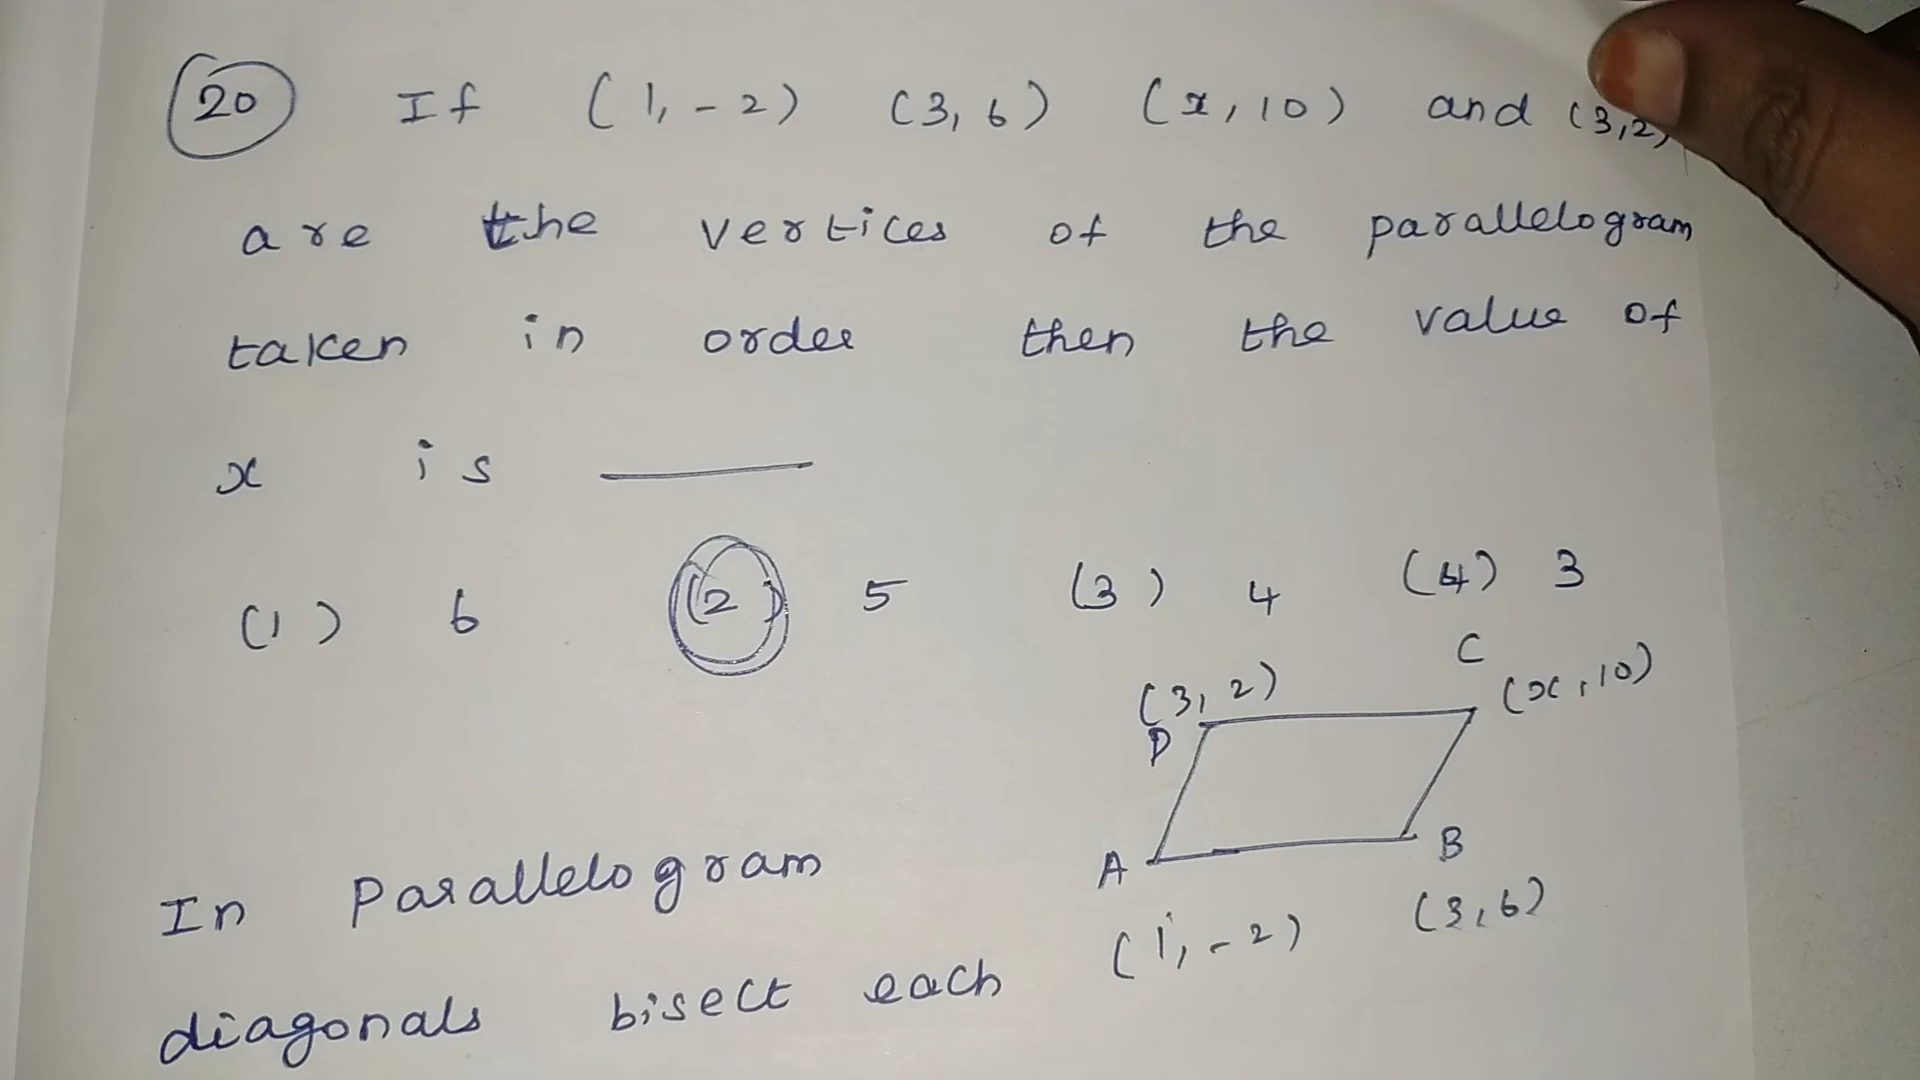 20 If (1, -2) (3, 6) (x, 10) and (3,2)
are the vertices of the parallelogram
taken in order then the value of
x is ____
(1) 6 (2) 5 (3) 4 (4) 3
C
(3, 2) (x, 10)
D
A B
(1, -2) (3, 6)
In Parallelogram
diagonals bisect each